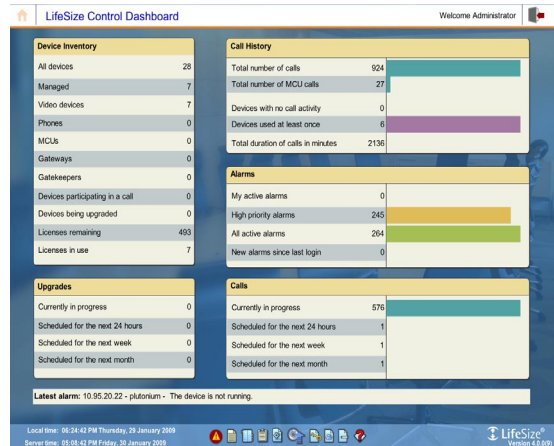 LifeSize Control Dashboard
Welcome Administrator
Device Inventory
All devices 28
Managed 7
Video devices 7
Phones 0
MCUs 0
Gateways 0
Gatekeepers 0
Devices participating in a call 0
Devices being upgraded 0
Licenses remaining 493
Licenses in use 7
Call History
Total number of calls 924
Total number of MCU calls 27
Devices with no call activity 0
Devices used at least once 6
Total duration of calls in minutes 2136
Alarms
My active alarms 0
High priority alarms 245
All active alarms 264
New alarms since last login 0
Upgrades
Currently in progress 0
Scheduled for the next 24 hours 0
Scheduled for the next week 0
Scheduled for the next month 0
Calls
Currently in progress 576
Scheduled for the next 24 hours 1
Scheduled for the next week 1
Scheduled for the next month 1
Latest alarm: 10.95.20.22 - plutonium - The device is not running.
Local time: 06:24:42 PM Thursday, 29 January 2009
Server time: 05:08:42 PM Friday, 30 January 2009
LifeSize®
Version 4.0.0(9)